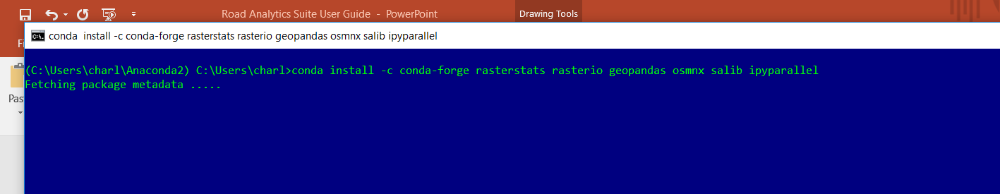 Road Analytics Suite User Guide - PowerPoint
Drawing Tools
conda install -c conda-forge rasterstats rasterio geopandas osmnx salib ipyparallel
(C:\Users\charl\Anaconda2) C:\Users\charl>conda install -c conda-forge rasterstats rasterio geopandas osmnx salib ipyparallel
Fetching package metadata .....